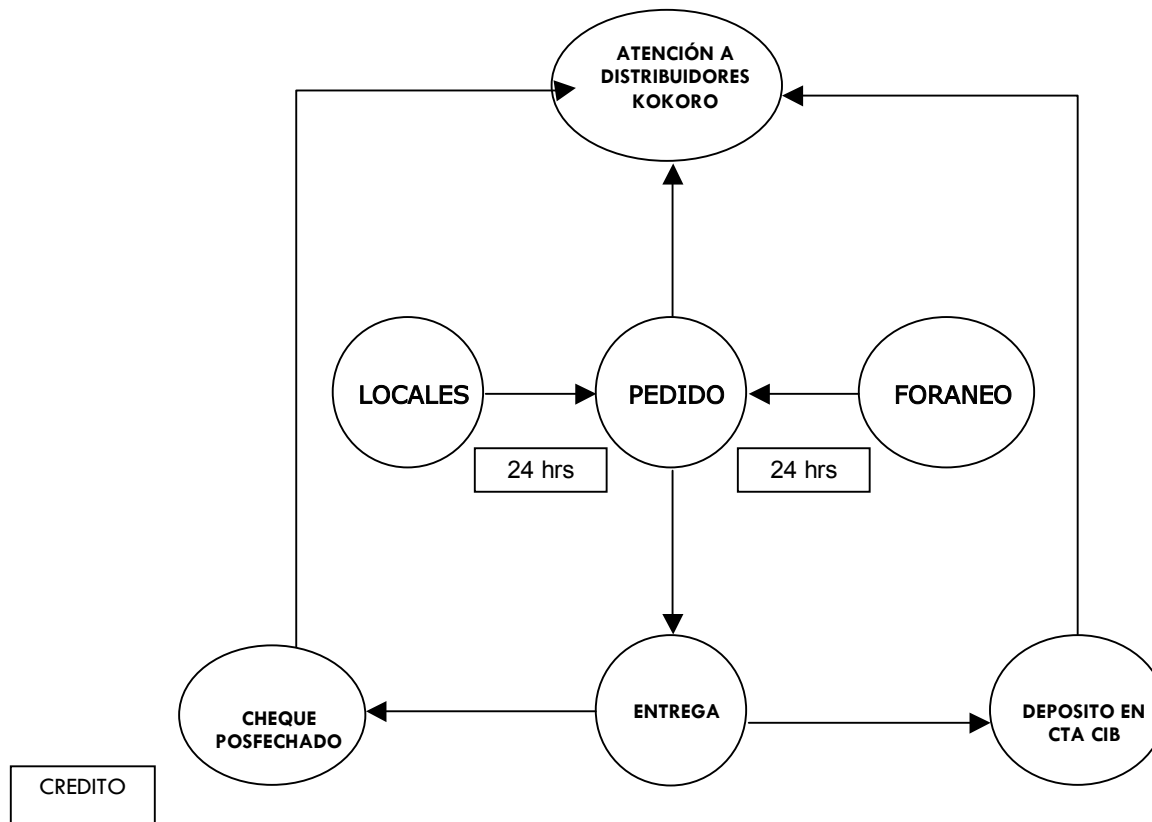 ATENCIÓN A
DISTRIBUIDORES
KOKORO
LOCALES
PEDIDO
FORANEO
24 hrs
24 hrs
CHEQUE
POSFECHADO
ENTREGA
DEPOSITO EN
CTA CIB
CREDITO